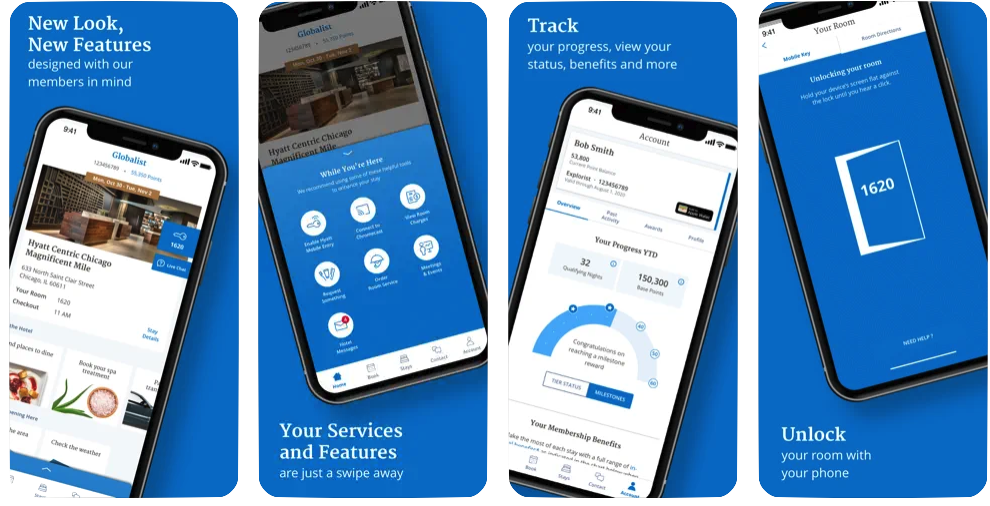 New Look,
New Features
designed with our
members in mind
9:41
Globalist
123456789 • 55,350 Points
Mon, Oct 30 - Tue, Nov 2
1620
Live Chat
Hyatt Centric Chicago
Magnificent Mile
633 North Saint Clair Street
Chicago, IL 60611
Your Room 1620
Checkout 11 AM
Stay
Details
the Hotel
nd places to dine
Book your spa
treatment
pening Here
he area
Check the weather
Globalist
123456789
Mon, Oct 30 - Tue, Nov 2
Hyatt Centric Chicago
Magnificent Mile
While You're Here
We recommend using some of these helpful tools
to enhance your stay
Enable Hyatt
Mobile Entry
Connect to
Chromecast
View Room
Charges
Request
Something
Order
Room Service
Meetings
& Events
Hotel
Messages
Home
Book
Stays
Contact
Account
Your Services
and Features
are just a swipe away
Track
your progress, view your
status, benefits and more
9:41
Account
Bob Smith
53,800
Current Point Balance
Explorist • 123456789
Valid through August 1, 2020
Overview
Past
Activity
Awards
Profile
Your Progress YTD
32
Qualifying Nights
150,300
Base Points
40
50
60
Congratulations on
reaching a milestone
reward
TIER STATUS
MILESTONES
Your Membership Benefits
Make the most of each stay with a full range of in-
Book
Stays
Contact
Account
9:41
Your Room
Mobile Key
Room Directions
Unlocking your room
Hold your device's screen flat against
the lock until you hear a click.
1620
NEED HELP ?
Unlock
your room with
your phone